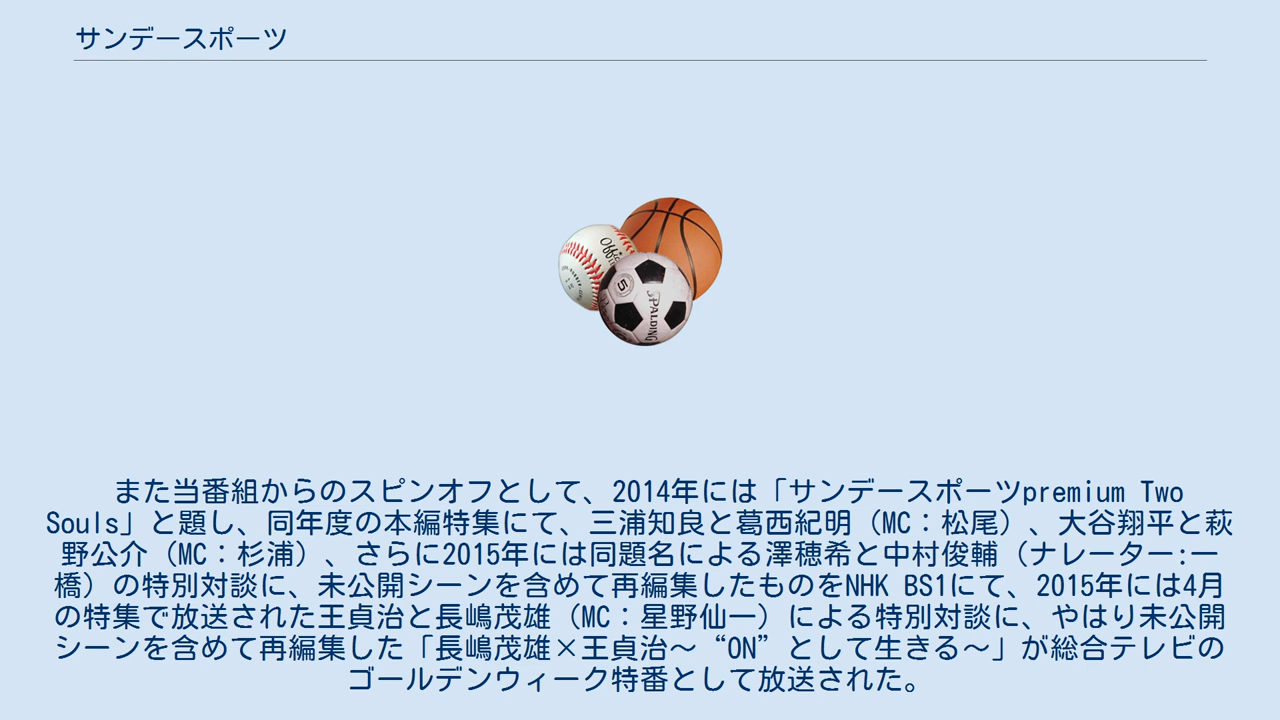 サンデースポーツ
Offi
5
SPALDING
また当番組からのスピンオフとして、2014年には「サンデースポーツpremium Two
Souls」と題し、同年度の本編特集にて、三浦知良と葛西紀明（MC：松尾）、大谷翔平と萩
野公介（MC：杉浦）、さらに2015年には同題名による澤穂希と中村俊輔（ナレーター:一
橋）の特別対談に、未公開シーンを含めて再編集したものをNHK BS1にて、2015年には4月
の特集で放送された王貞治と長嶋茂雄（MC：星野仙一）による特別対談に、やはり未公開
シーンを含めて再編集した「長嶋茂雄×王貞治〜“ON”として生きる〜」が総合テレビの
ゴールデンウィーク特番として放送された。